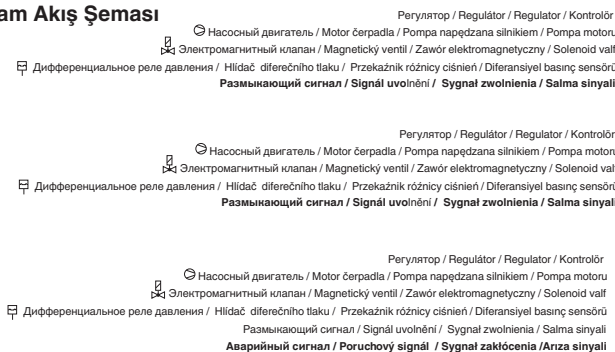 am Akış Şeması
Регулятор / Regulátor / Regulator / Kontrolör
Насосный двигатель / Motor čerpadla / Pompa napędzana silnikiem / Pompa motoru
Электромагнитный клапан / Magnetický ventil / Zawór elektromagnetyczny / Solenoid valf
Дифференциальное реле давления / Hlídač diferečního tlaku / Przekaźnik różnicy ciśnień / Diferansiyel basınç sensörü
Размыкающий сигнал / Signál uvolnění / Sygnał zwolnienia / Salma sinyali
Регулятор / Regulátor / Regulator / Kontrolör
Насосный двигатель / Motor čerpadla / Pompa napędzana silnikiem / Pompa motoru
Электромагнитный клапан / Magnetický ventil / Zawór elektromagnetyczny / Solenoid valf
Дифференциальное реле давления / Hlídač diferečního tlaku / Przekaźnik różnicy ciśnień / Diferansiyel basınç sensörü
Размыкающий сигнал / Signál uvolnění / Sygnał zwolnienia / Salma sinyali
Регулятор / Regulátor / Regulator / Kontrolör
Насосный двигатель / Motor čerpadla / Pompa napędzana silnikiem / Pompa motoru
Электромагнитный клапан / Magnetický ventil / Zawór elektromagnetyczny / Solenoid valf
Дифференциальное реле давления / Hlídač diferečního tlaku / Przekaźnik różnicy ciśnień / Diferansiyel basınç sensörü
Размыкающий сигнал / Signál uvolnění / Sygnał zwolnienia / Salma sinyali
Аварийный сигнал / Poruchový signál / Sygnał zakłócenia /Arıza sinyali